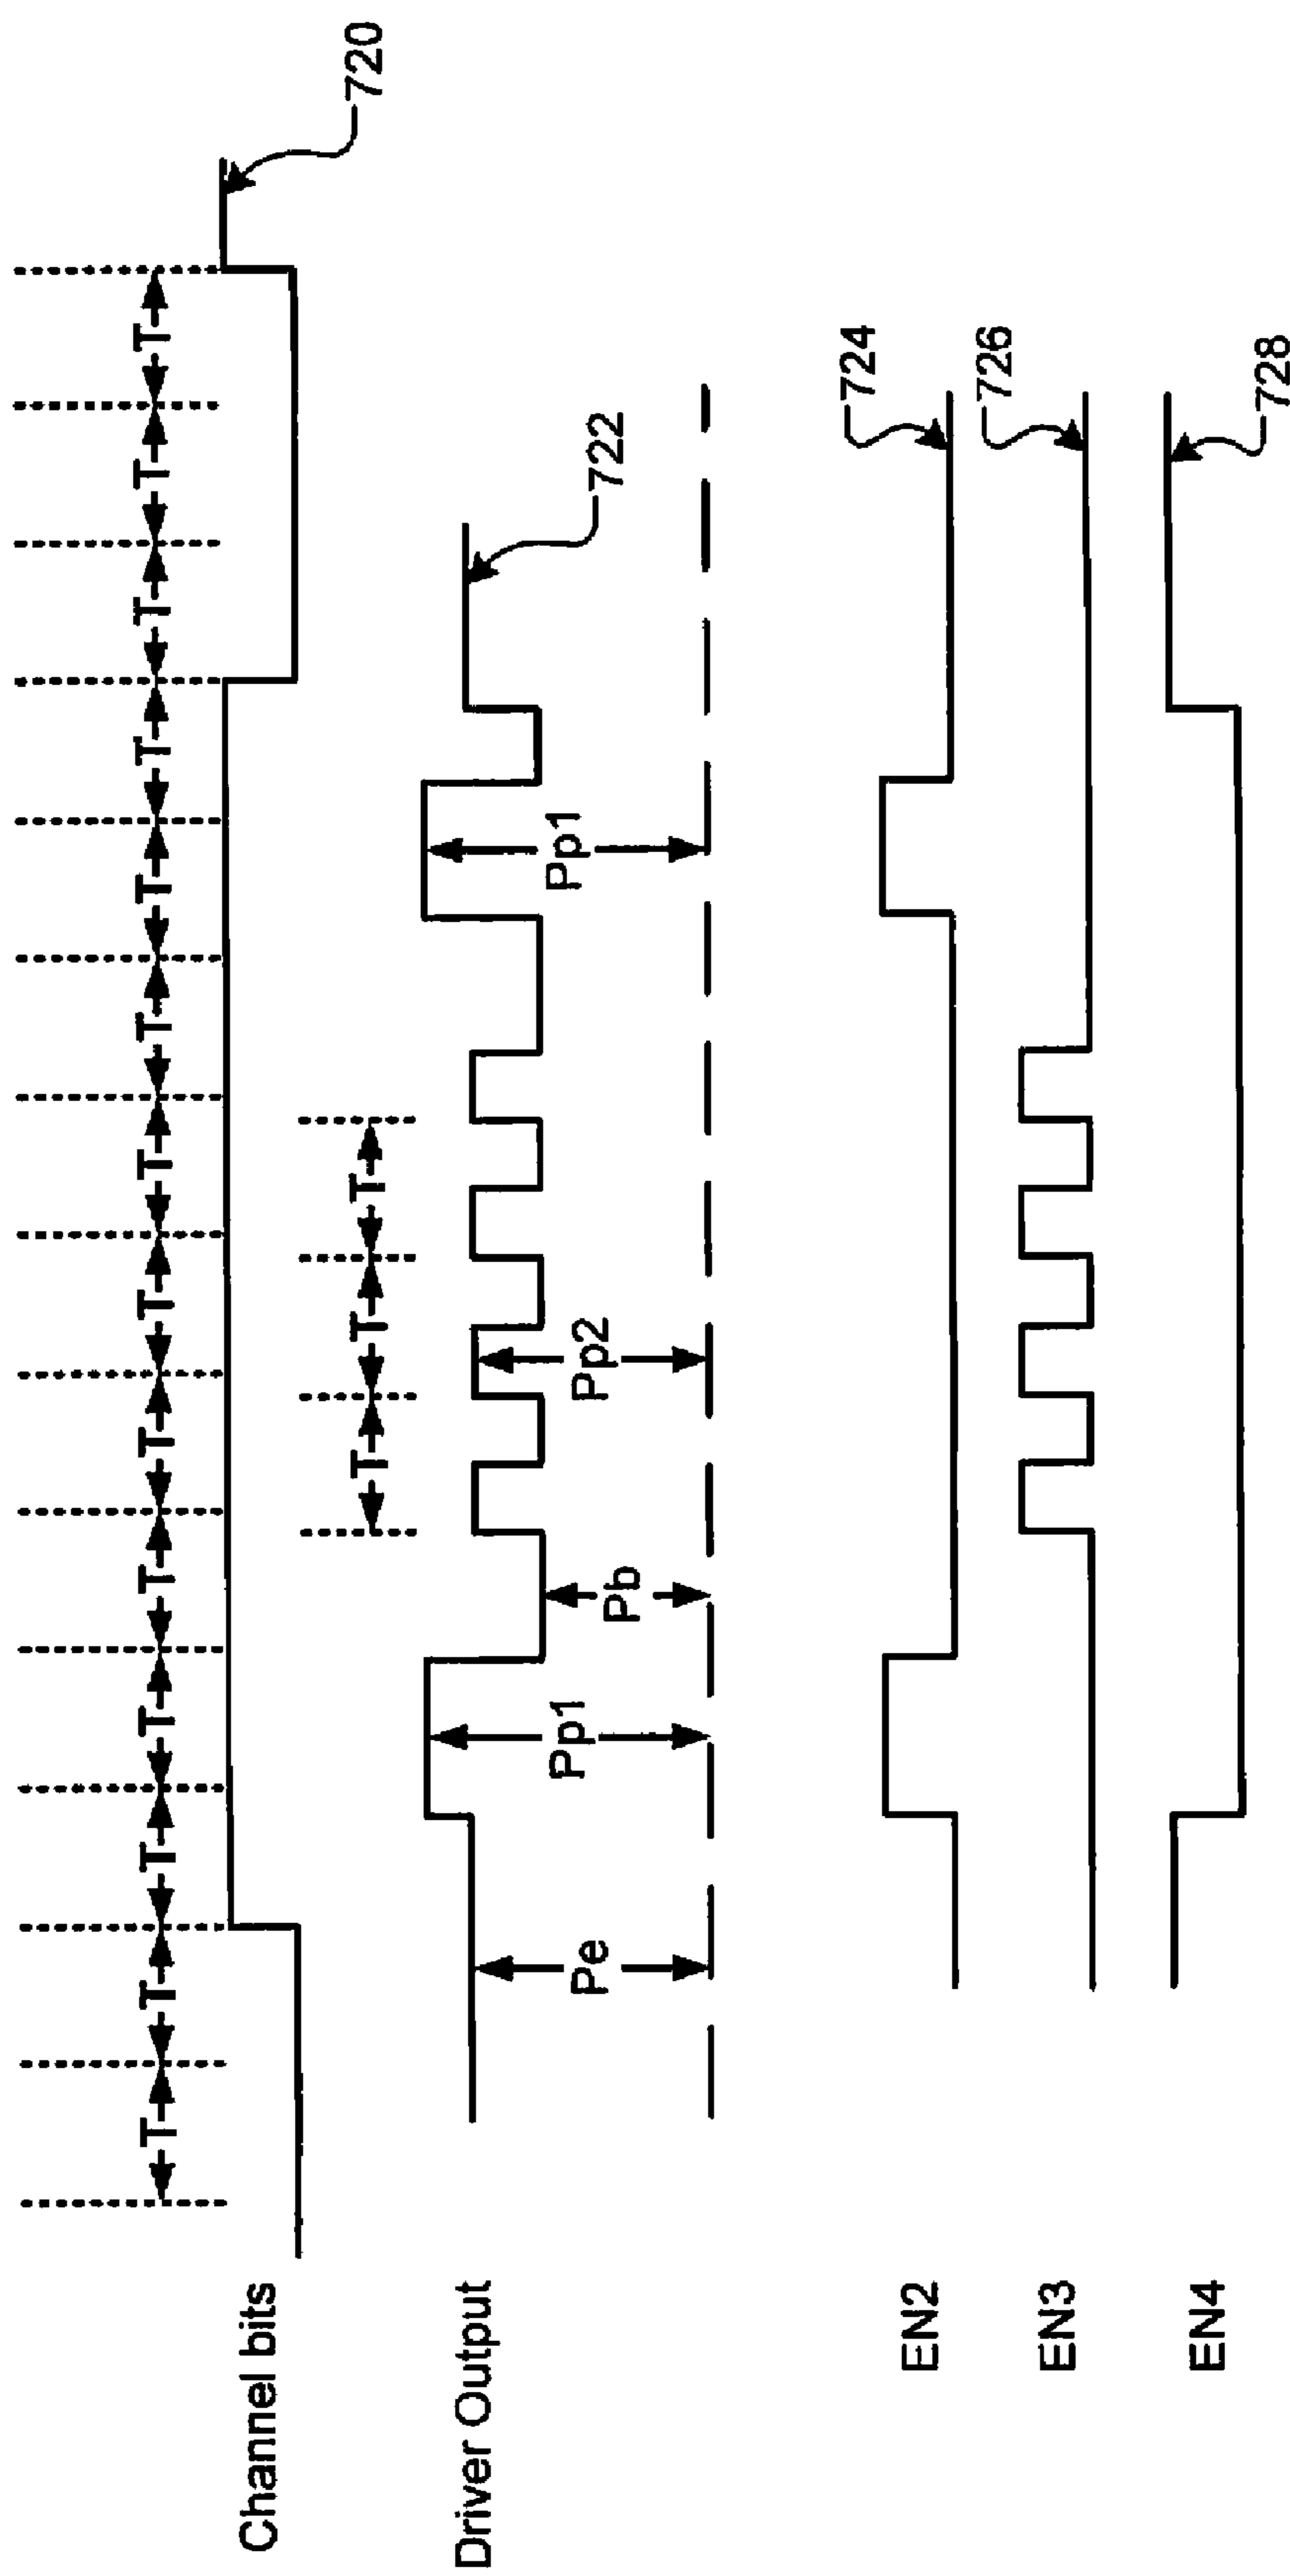 T T T T T T T T T T T T T T
Channel bits
720
T T T
Driver Output
Pe Pp1 Pb Pp2 Pp1
722
EN2
724
EN3
726
EN4
728